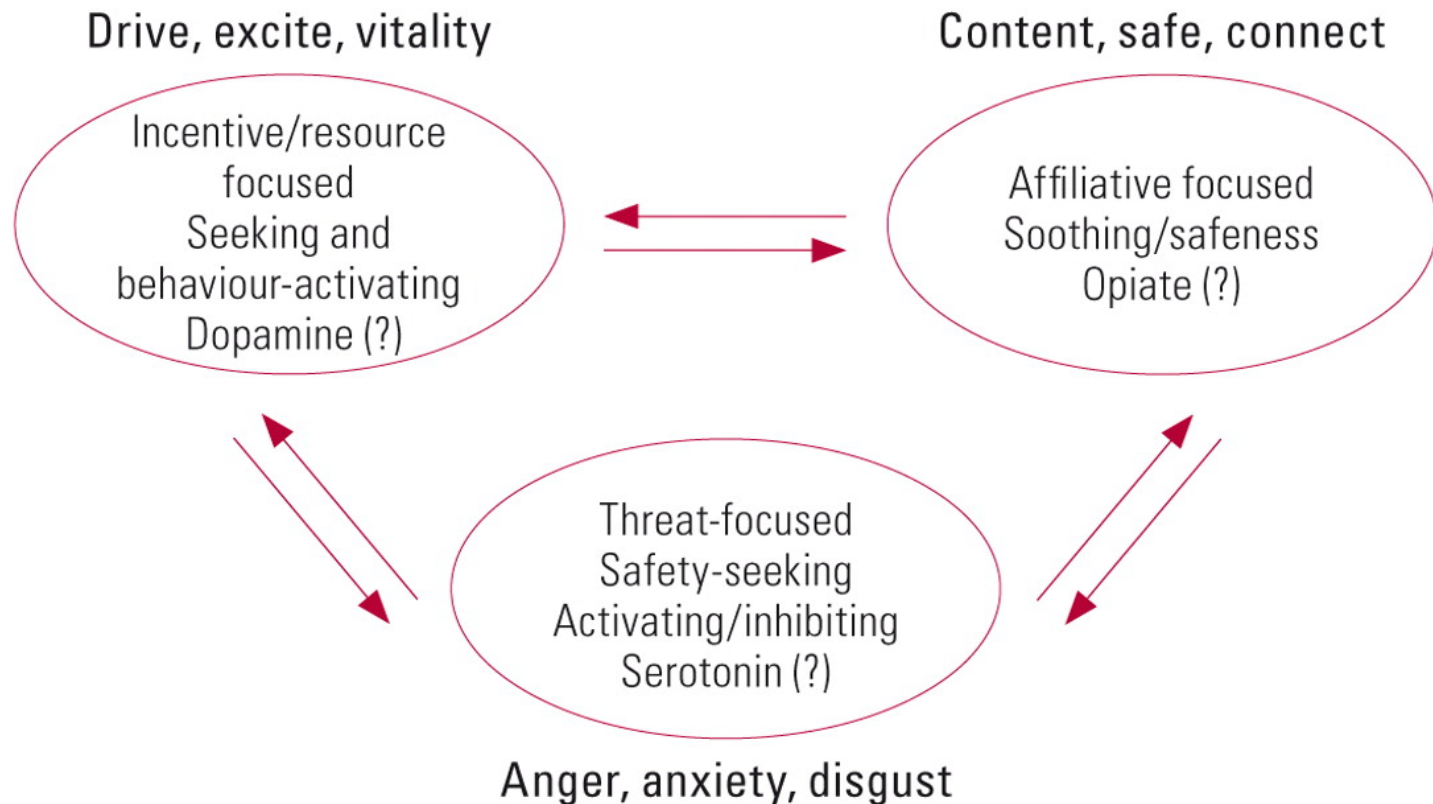 Drive, excite, vitality
Incentive/resource
focused
Seeking and
behaviour-activating
Dopamine (?)
Content, safe, connect
Affiliative focused
Soothing/safeness
Opiate (?)
Threat-focused
Safety-seeking
Activating/inhibiting
Serotonin (?)
Anger, anxiety, disgust